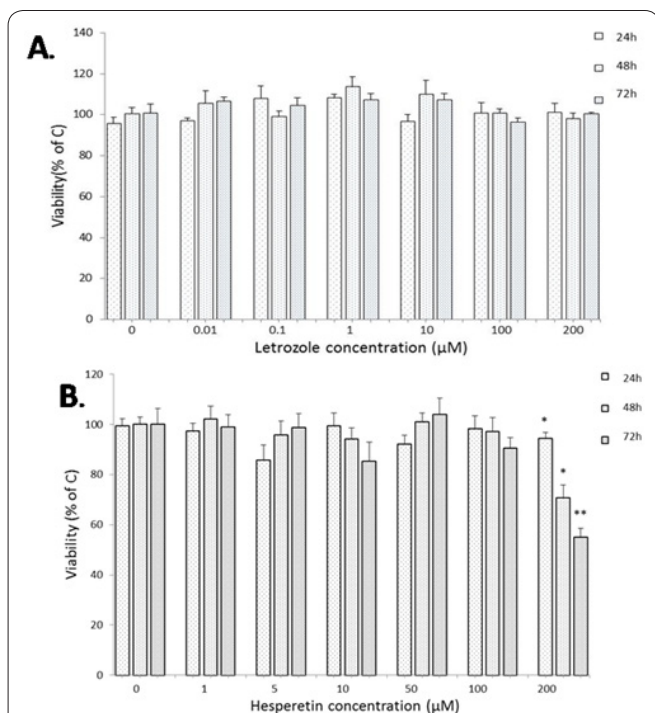 A.
140
120
100
80
60
40
20
0
Viability(% of C)
24h
48h
72h
0 0.01 0.1 1 10 100 200
Letrozole concentration (µM)
B.
120
100
80
60
40
20
0
Viability (% of C)
24h
48h
72h
*
*
**
0 1 5 10 50 100 200
Hesperetin concentration (µM)